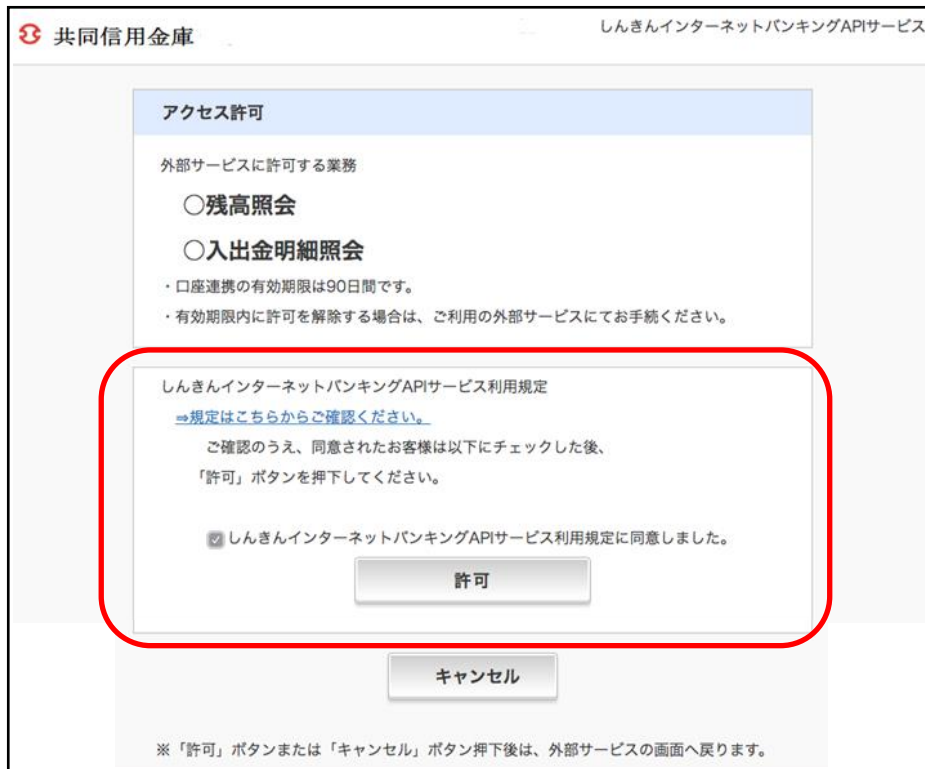 共同信用金庫
しんきんインターネットバンキングAPIサービス
アクセス許可
外部サービスに許可する業務
○残高照会
○入出金明細照会
・口座連携の有効期限は90日間です。
・有効期限内に許可を解除する場合は、ご利用の外部サービスにてお手続ください。
しんきんインターネットバンキングAPIサービス利用規定
⇒規定はこちらからご確認ください。
ご確認のうえ、同意されたお客様は以下にチェックした後、
「許可」ボタンを押下してください。
しんきんインターネットバンキングAPIサービス利用規定に同意しました。
許可
キャンセル
※「許可」ボタンまたは「キャンセル」ボタン押下後は、外部サービスの画面へ戻ります。